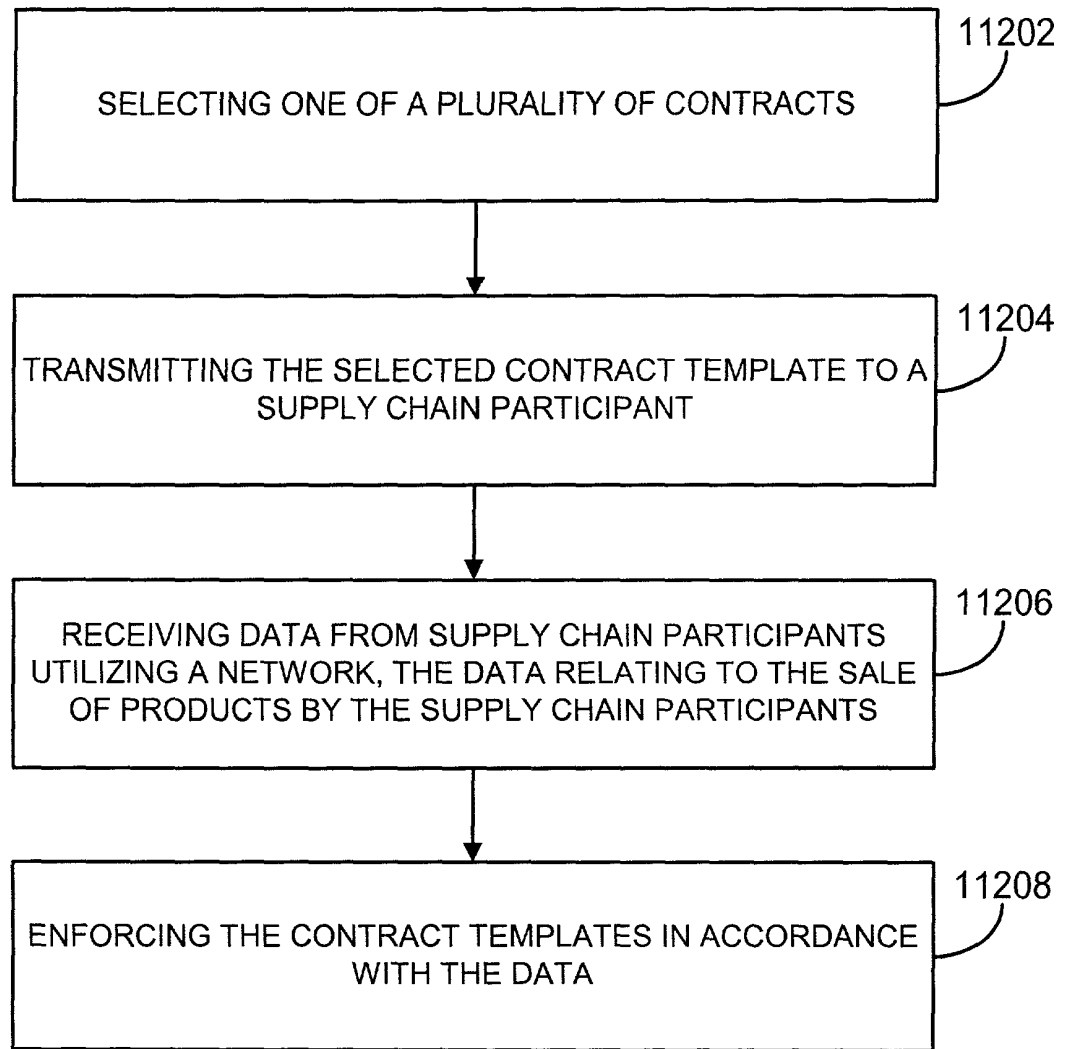 11202
SELECTING ONE OF A PLURALITY OF CONTRACTS
11204
TRANSMITTING THE SELECTED CONTRACT TEMPLATE TO A
SUPPLY CHAIN PARTICIPANT
11206
RECEIVING DATA FROM SUPPLY CHAIN PARTICIPANTS
UTILIZING A NETWORK, THE DATA RELATING TO THE SALE
OF PRODUCTS BY THE SUPPLY CHAIN PARTICIPANTS
11208
ENFORCING THE CONTRACT TEMPLATES IN ACCORDANCE
WITH THE DATA